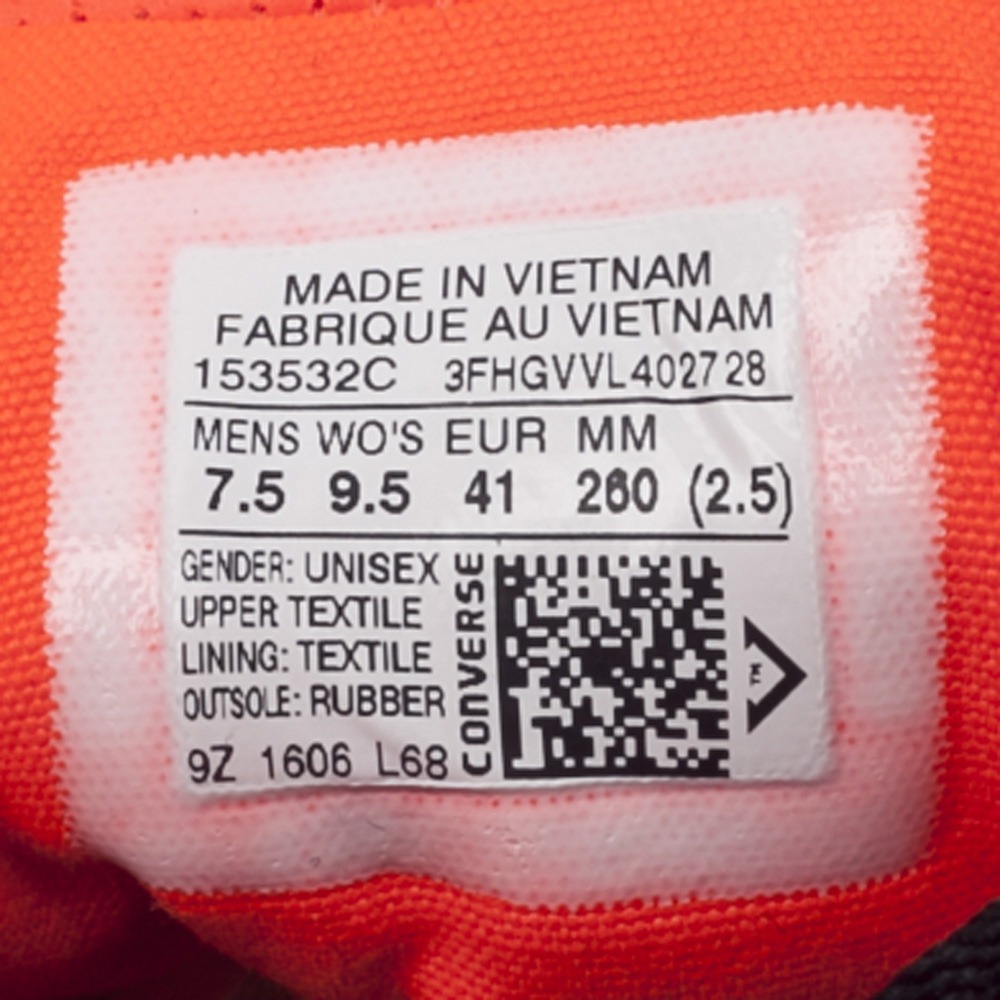 MADE IN VIETNAM
FABRIQUE AU VIETNAM
153532C 3FHGVVL402728
MENS WO'S EUR MM
7.5 9.5 41 260 (2.5)
GENDER: UNISEX
UPPER TEXTILE
LINING: TEXTILE
OUTSOLE: RUBBER
9Z 1606 L68
CONVERSE
TM